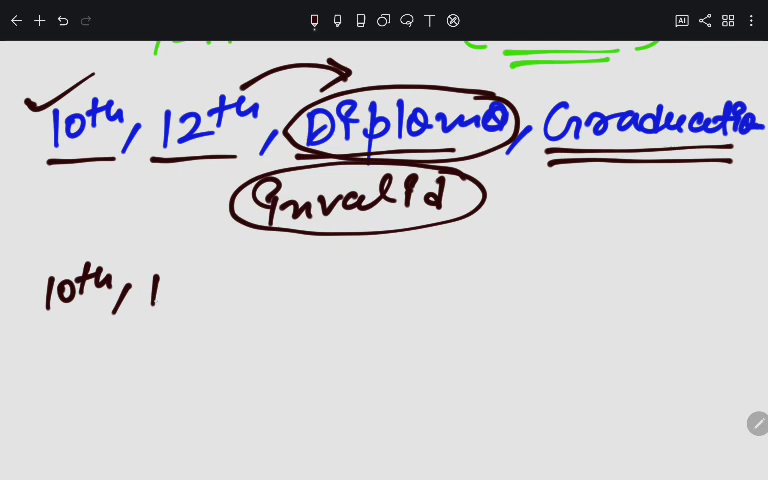 10th, 12th, Diploma, Graduation
invalid
10th, 1